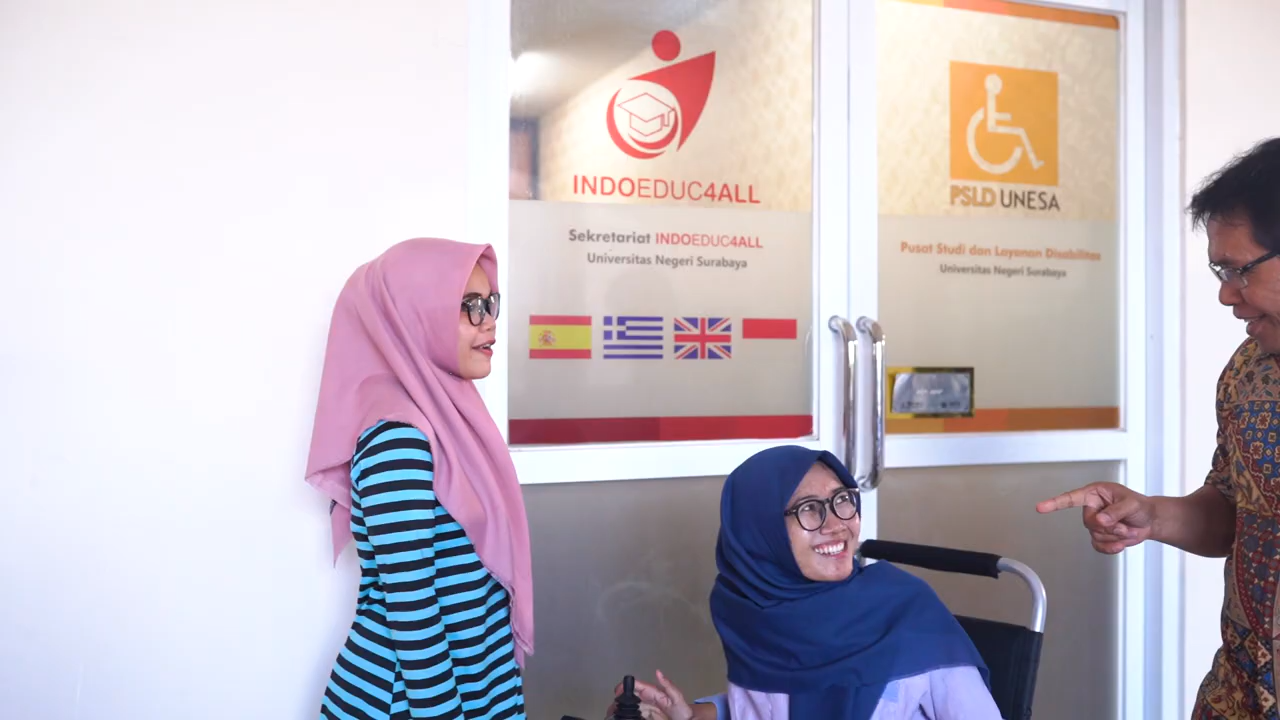 INDOEDUC4ALL
Sekretariat INDOEDUC4ALL
Universitas Negeri Surabaya
PSLD UNESA
Pusat Studi dan Layanan Disabilitas
Universitas Negeri Surabaya